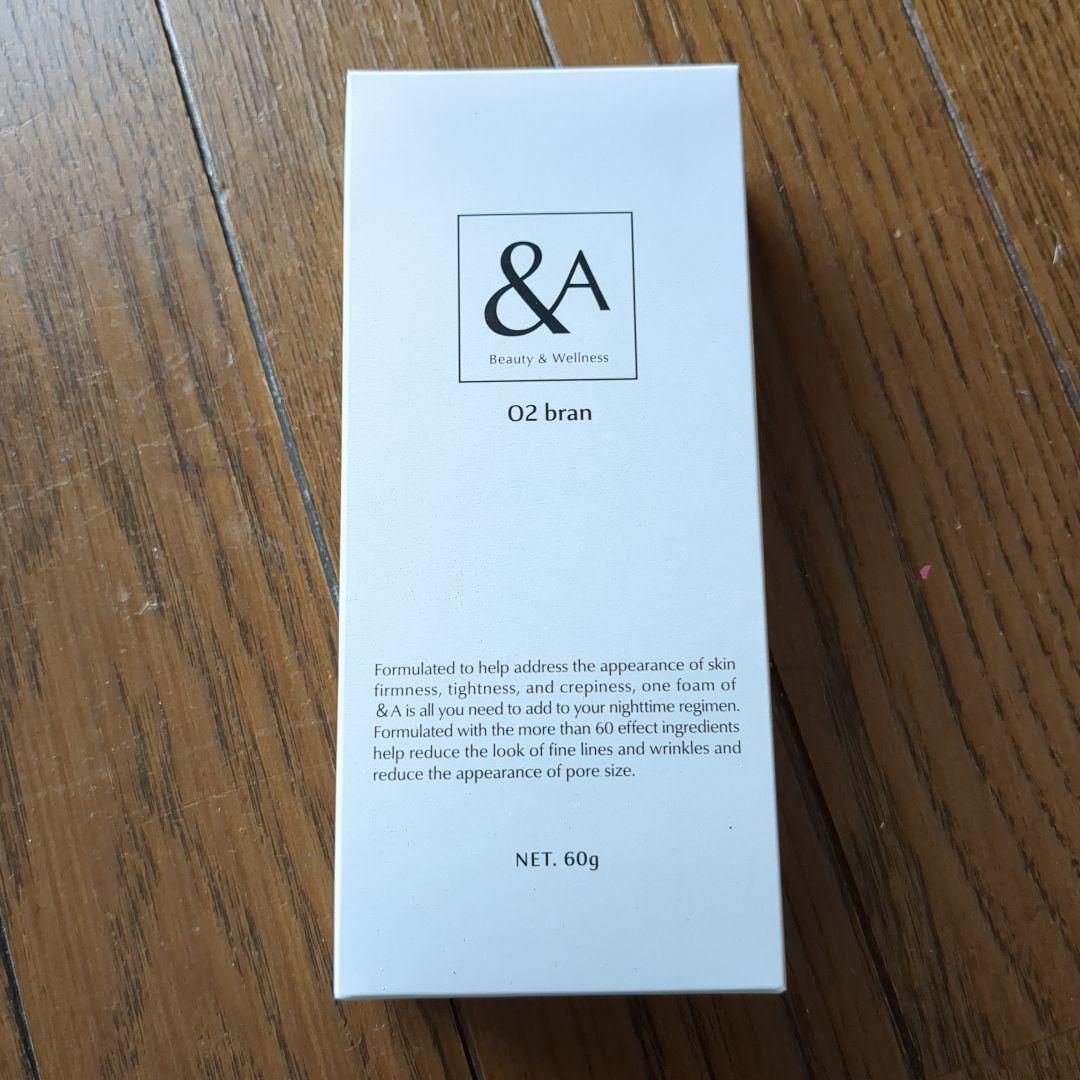 &A
Beauty & Wellness
O2 bran
Formulated to help address the appearance of skin
firmness, tightness, and crepiness, one foam of
&A is all you need to add to your nighttime regimen.
Formulated with the more than 60 effect ingredients
help reduce the look of fine lines and wrinkles and
reduce the appearance of pore size.
NET. 60g